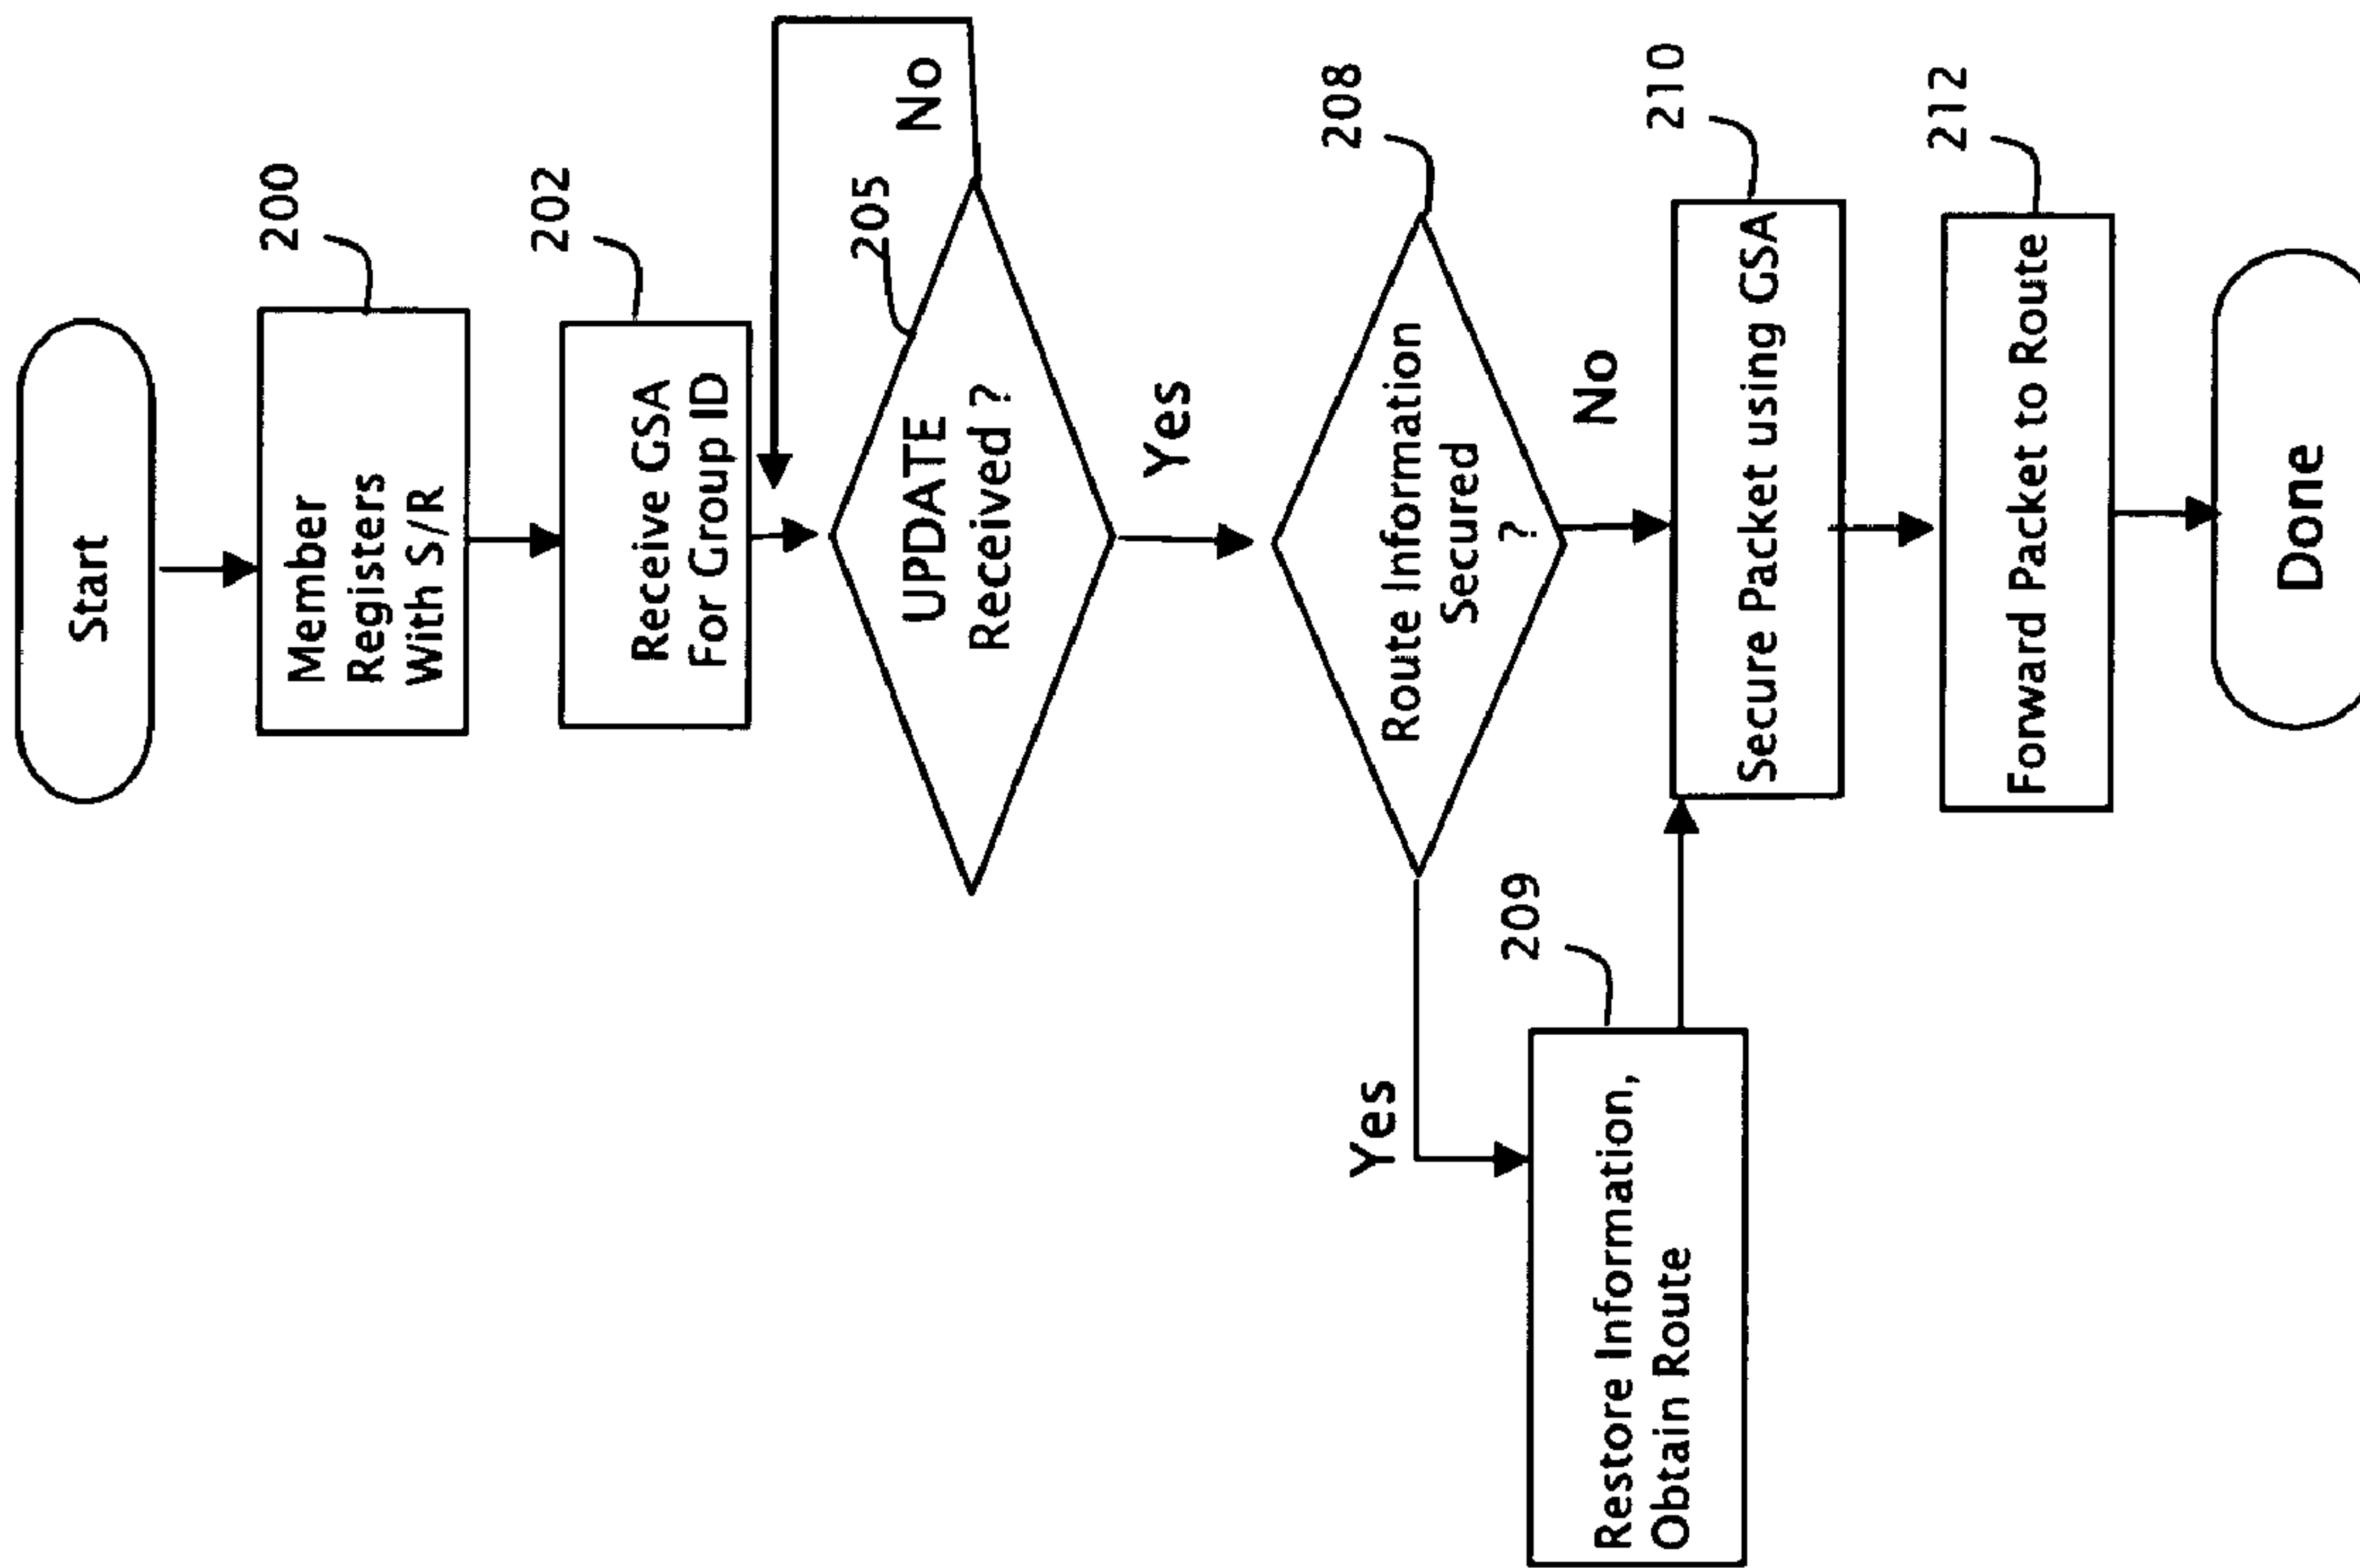 Start
200
Member
Registers
With S/R
202
Receive GSA
For Group ID
No
205
UPDATE
Received ?
Yes
208
Route Information
Secured
?
Yes
No
209
Restore Information,
Obtain Route
210
Secure Packet using GSA
212
Forward Packet to Route
Done